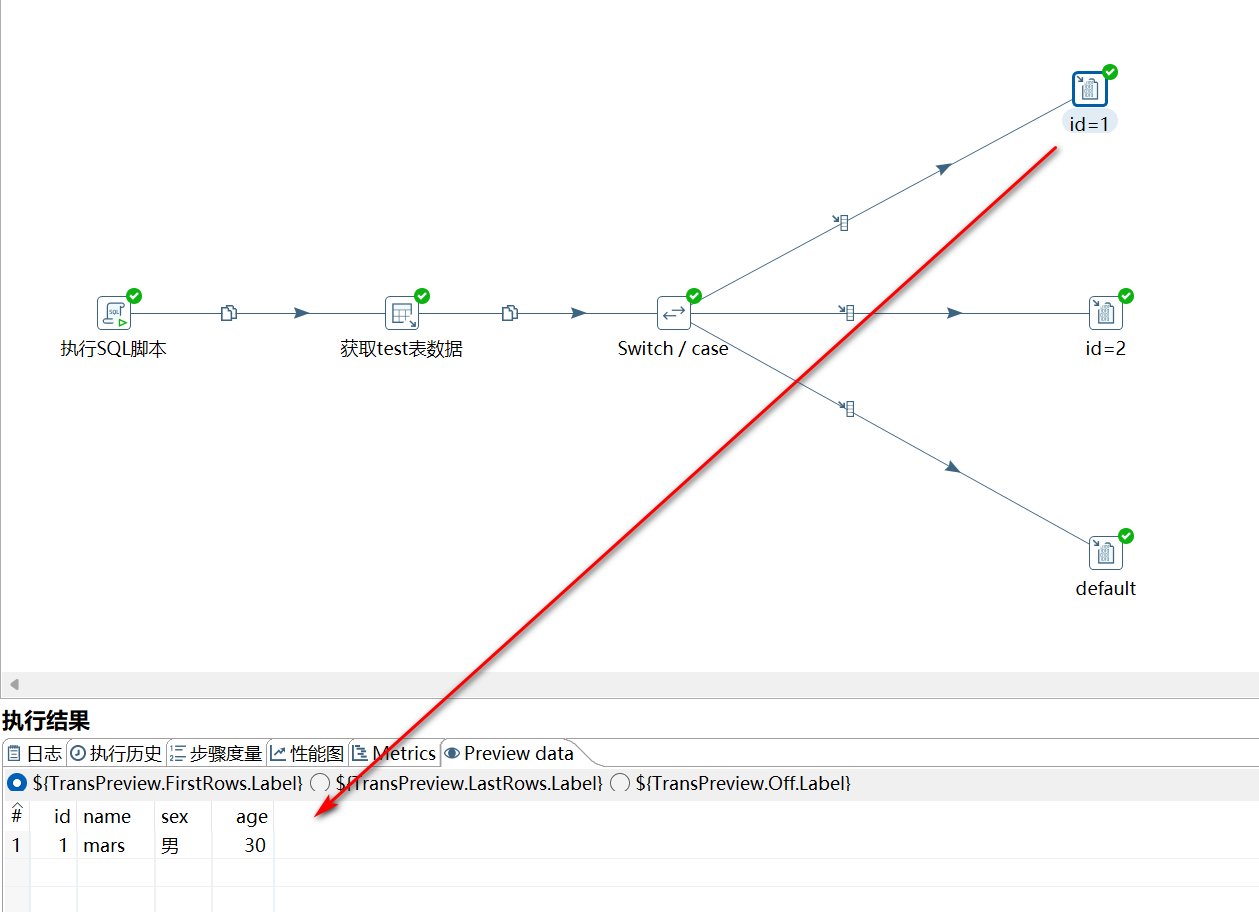 id=1
执行SQL脚本
获取test表数据
Switch / case
id=2
default
执行结果
日志 执行历史 步骤度量 性能图 Metrics Preview data
${TransPreview.FirstRows.Label} ${TransPreview.LastRows.Label} ${TransPreview.Off.Label}
# id name sex age
1 1 mars 男 30